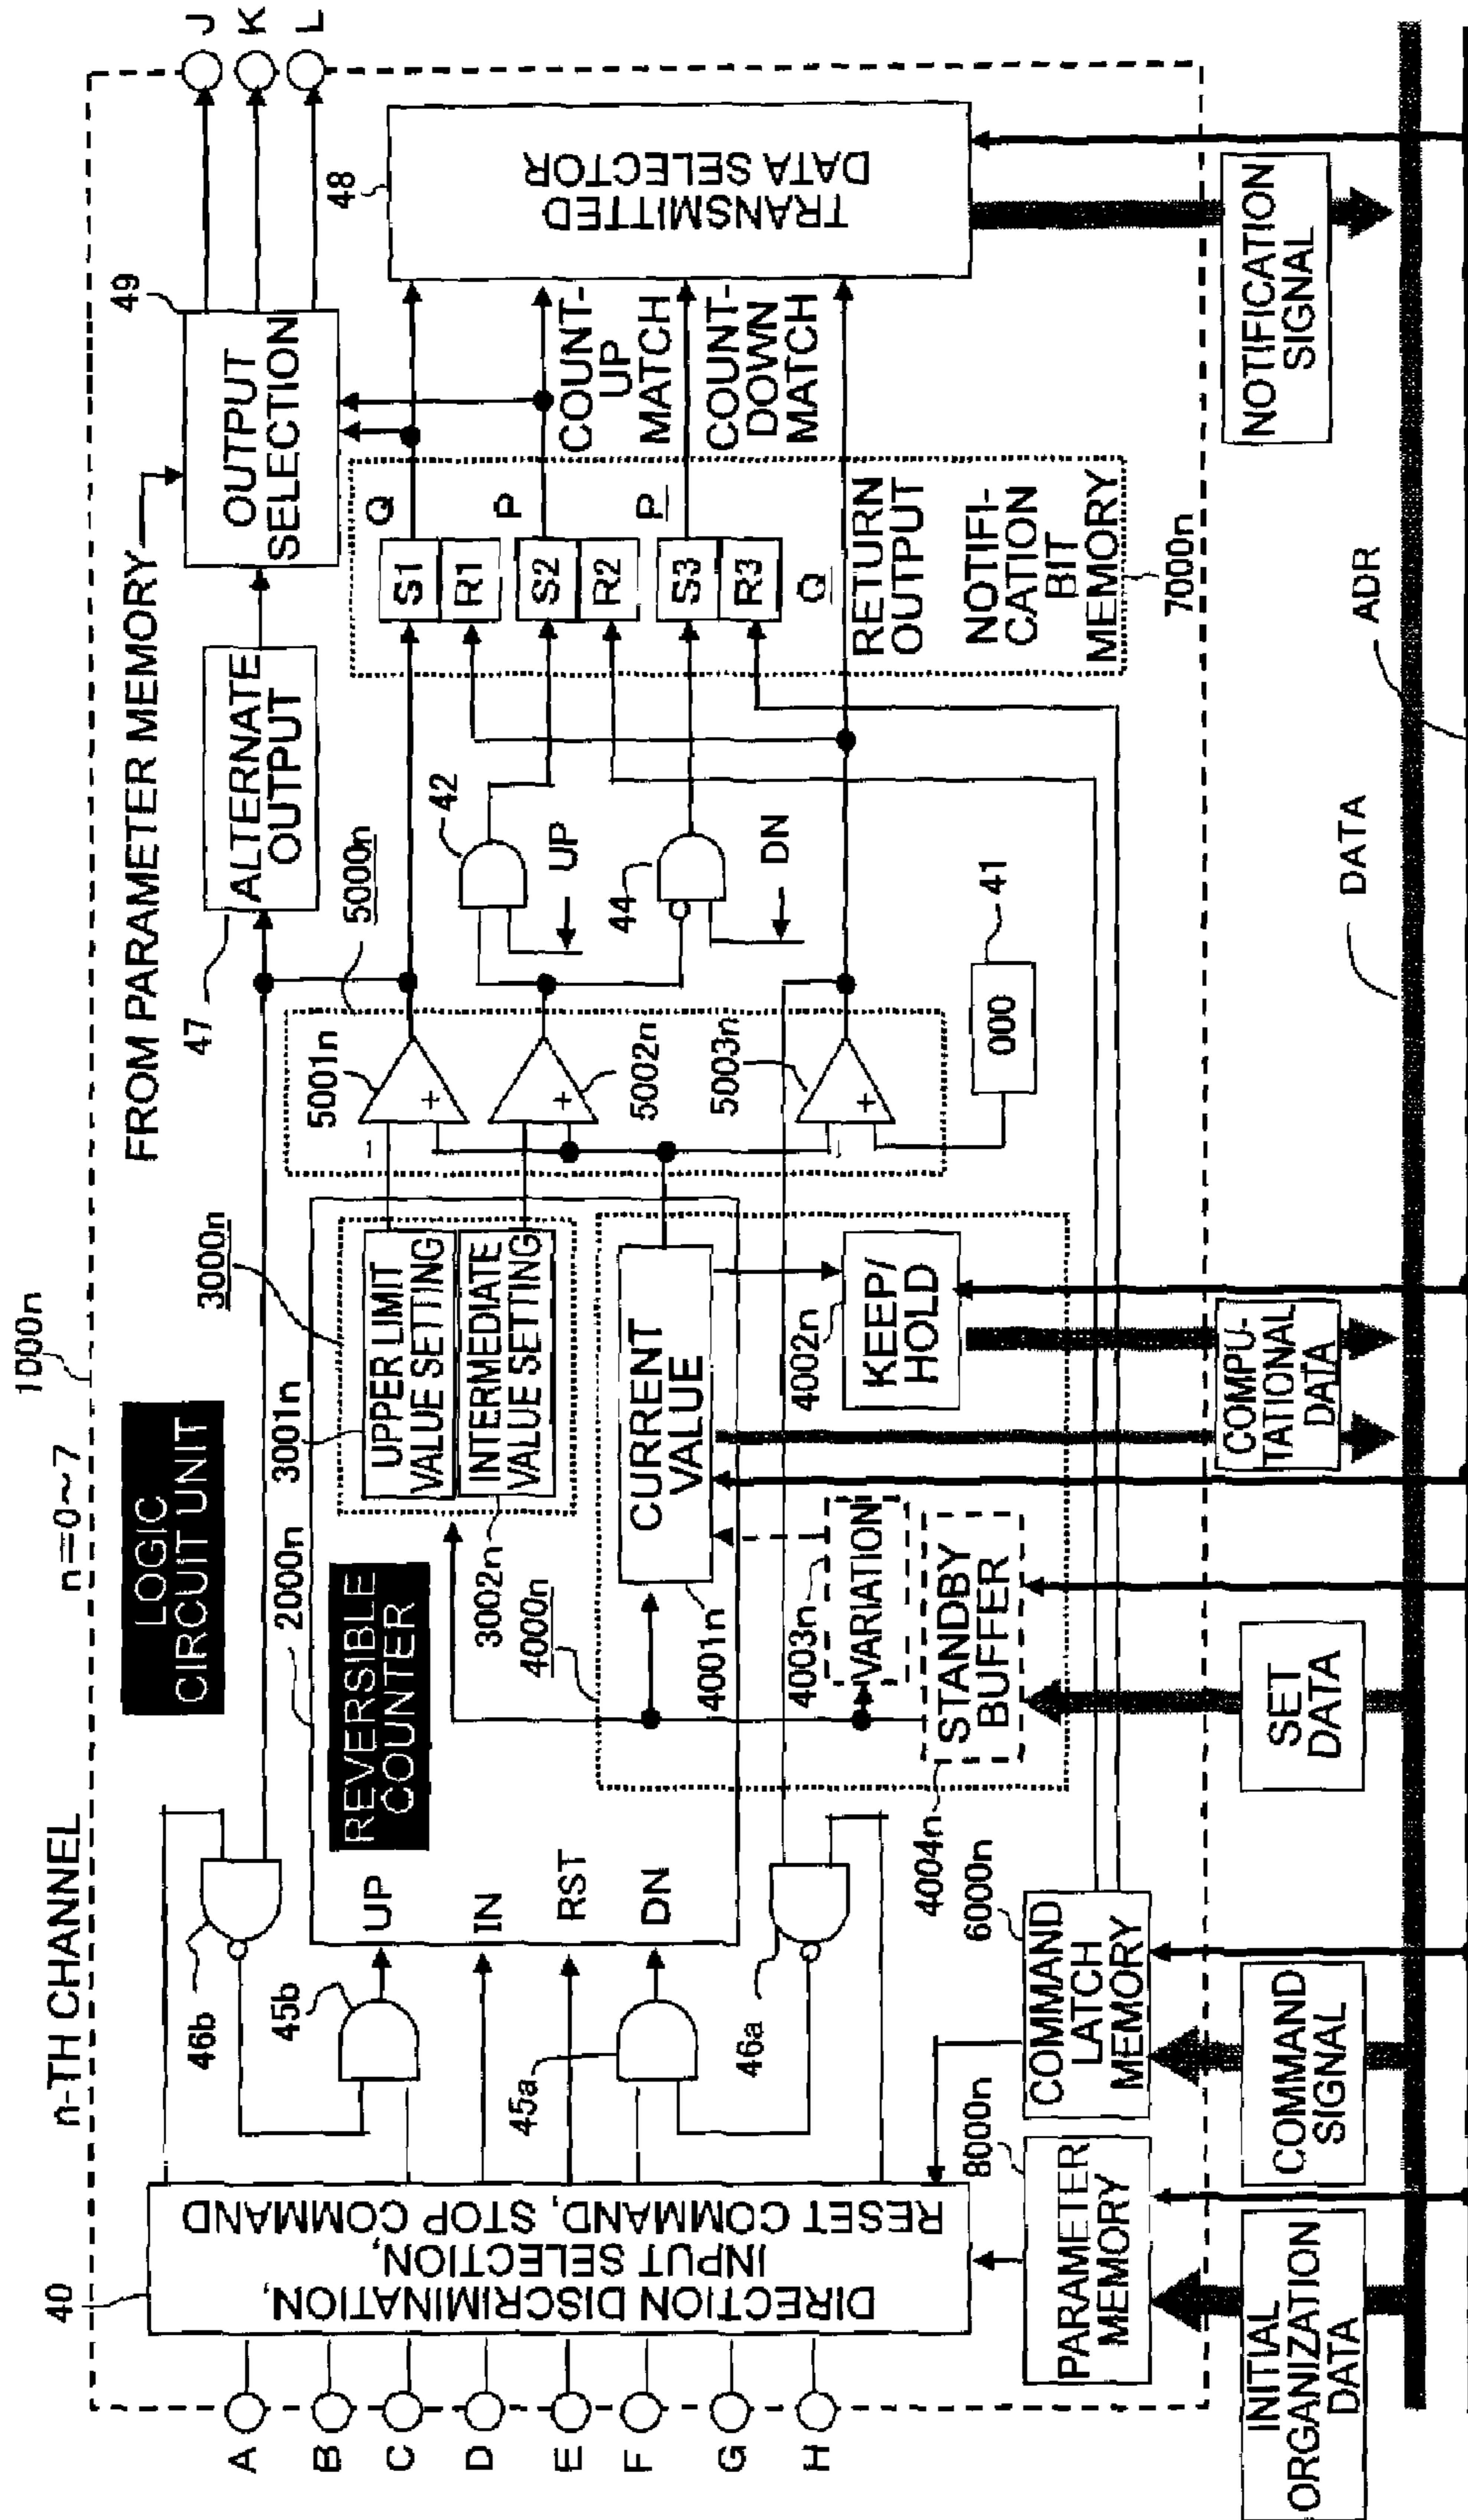 n-TH CHANNEL
n=0~7
1000n
LOGIC
CIRCUIT UNIT
FROM PARAMETER MEMORY
A
B
C
D
E
F
G
H
40
DIRECTION DISCRIMINATION,
INPUT SELECTION,
RESET COMMAND, STOP COMMAND
46b
45b
45a
46a
2000n
REVERSIBLE
COUNTER
UP
IN
RST
DN
3000n
3001n
UPPER LIMIT
VALUE SETTING
INTERMEDIATE
VALUE SETTING
3002n
4000n
CURRENT
VALUE
4001n
4002n
KEEP/
HOLD
4003n
VARIATION
STANDBY
BUFFER
4004n
5000n
5001n
+
5002n
+
5003n
+
000
41
47
ALTERNATE
OUTPUT
42
UP
44
DN
49
OUTPUT
SELECTION
J
K
L
S1
R1
S2
R2
S3
R3
Q
P
P
Q
RETURN
OUTPUT
NOTIFI-
CATION
BIT
MEMORY
7000n
COUNT-
UP
MATCH
COUNT-
DOWN
MATCH
48
TRANSMITTED
DATA SELECTOR
8000n
PARAMETER
MEMORY
6000n
COMMAND
LATCH
MEMORY
INITIAL
ORGANIZATION
DATA
COMMAND
SIGNAL
SET
DATA
COMPU-
TATIONAL
DATA
NOTIFICATION
SIGNAL
DATA
ADR